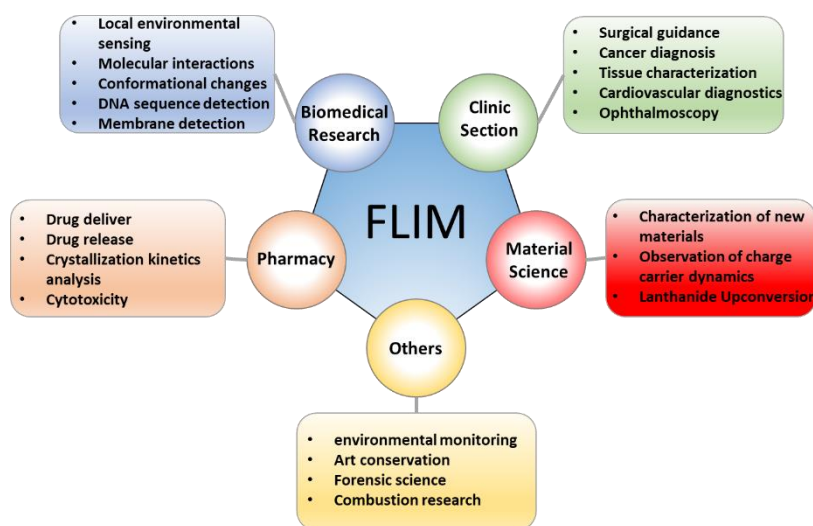 Local environmental
sensing
Molecular interactions
Conformational changes
DNA sequence detection
Membrane detection
Biomedical
Research
Clinic
Section
Surgical guidance
Cancer diagnosis
Tissue characterization
Cardiovascular diagnostics
Ophthalmoscopy
FLIM
Drug deliver
Drug release
Crystallization kinetics
analysis
Cytotoxicity
Pharmacy
Material
Science
Characterization of new
materials
Observation of charge
carrier dynamics
Lanthanide Upconversion
Others
environmental monitoring
Art conservation
Forensic science
Combustion research